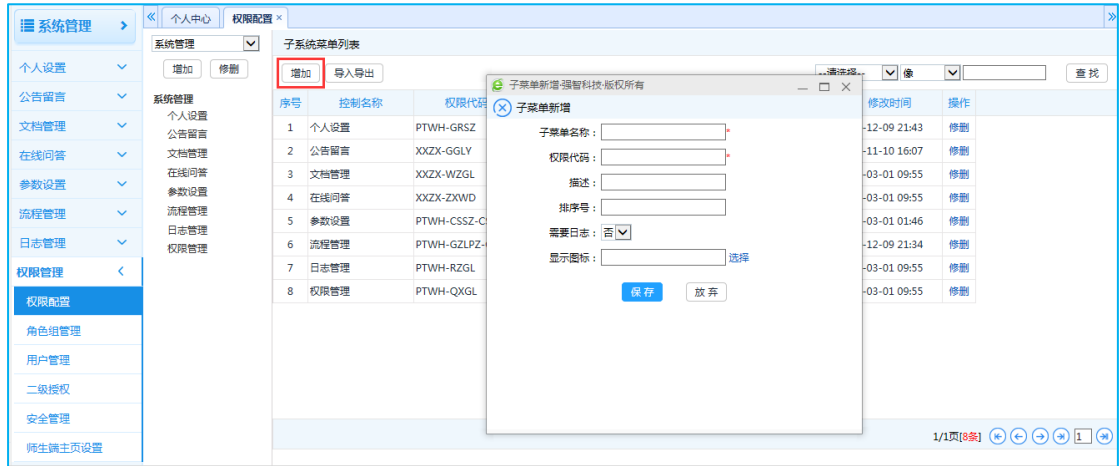 系统管理
个人中心
权限配置 ×
系统管理
子系统菜单列表
增加 修删
增加 导入导出
--请选择-- 像 查 找
个人设置
公告留言
文档管理
在线问答
参数设置
流程管理
日志管理
权限管理
权限配置
角色组管理
用户管理
二级授权
安全管理
师生端主页设置
系统管理
个人设置
公告留言
文档管理
在线问答
参数设置
流程管理
日志管理
权限管理
序号 控制名称 权限代码 修改时间 操作
1 个人设置 PTWH-GRSZ -12-09 21:43 修删
2 公告留言 XXZX-GGLY -11-10 16:07 修删
3 文档管理 XXZX-WZGL -03-01 09:55 修删
4 在线问答 XXZX-ZXWD -03-01 09:55 修删
5 参数设置 PTWH-CSSZ-C -03-01 01:46 修删
6 流程管理 PTWH-GZLPZ- -12-09 21:34 修删
7 日志管理 PTWH-RZGL -03-01 09:55 修删
8 权限管理 PTWH-QXGL -03-01 09:55 修删
子菜单新增-强智科技-版权所有
子菜单新增
子菜单名称： *
权限代码： *
描述：
排序号：
需要日志： 否
显示图标： 选择
保 存 放 弃
1/1页[8条] 1